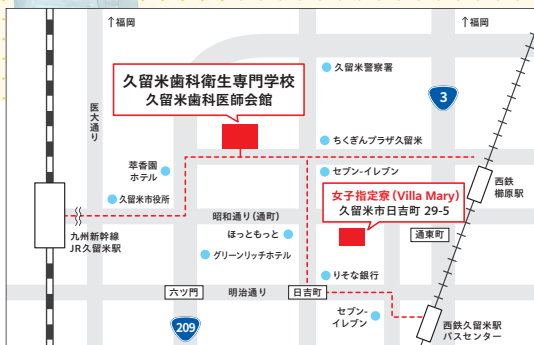 ↑福岡
↑福岡
久留米警察署
久留米歯科衛生専門学校
久留米歯科医師会館
3
医大通り
ちくぎんプラザ久留米
萃香園
ホテル
セブン-イレブン
西鉄
櫛原駅
女子指定寮(Villa Mary)
久留米市日吉町 29-5
久留米市役所
昭和通り(通町)
九州新幹線
JR久留米駅
ほっともっと
通東町
グリーンリッチホテル
りそな銀行
六ツ門
明治通り
日吉町
セブン-
イレブン
209
西鉄久留米駅
バスセンター